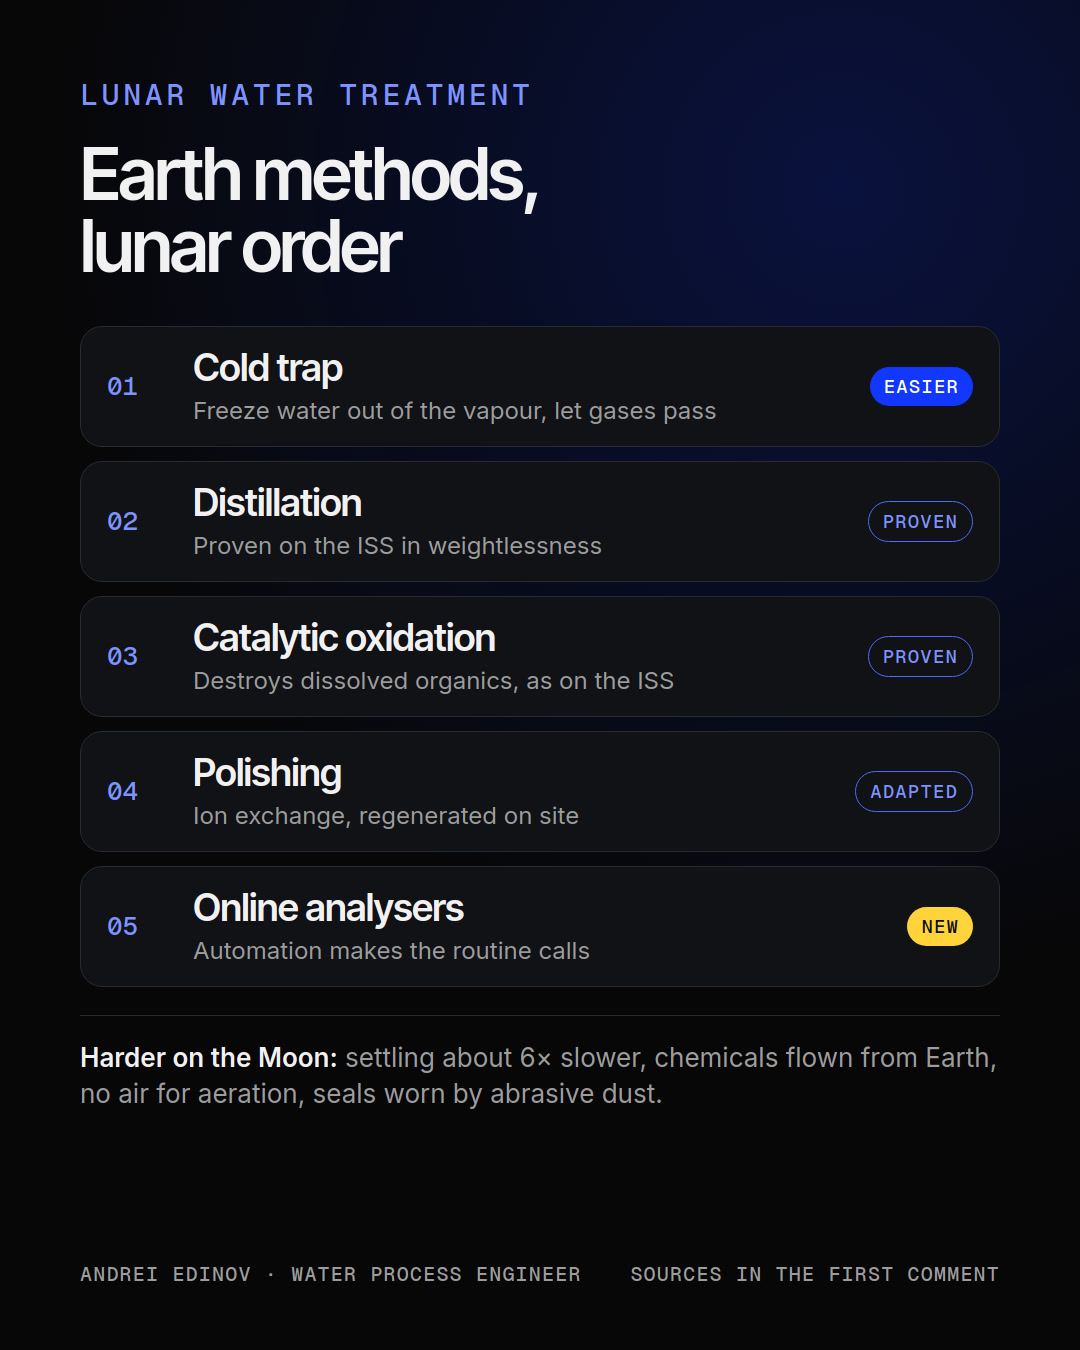 LUNAR WATER TREATMENT
Earth methods,
lunar order
01
Cold trap
Freeze water out of the vapour, let gases pass
EASIER
02
Distillation
Proven on the ISS in weightlessness
PROVEN
03
Catalytic oxidation
Destroys dissolved organics, as on the ISS
PROVEN
04
Polishing
Ion exchange, regenerated on site
ADAPTED
05
Online analysers
Automation makes the routine calls
NEW
Harder on the Moon: settling about 6× slower, chemicals flown from Earth,
no air for aeration, seals worn by abrasive dust.
ANDREI EDINOV · WATER PROCESS ENGINEER
SOURCES IN THE FIRST COMMENT